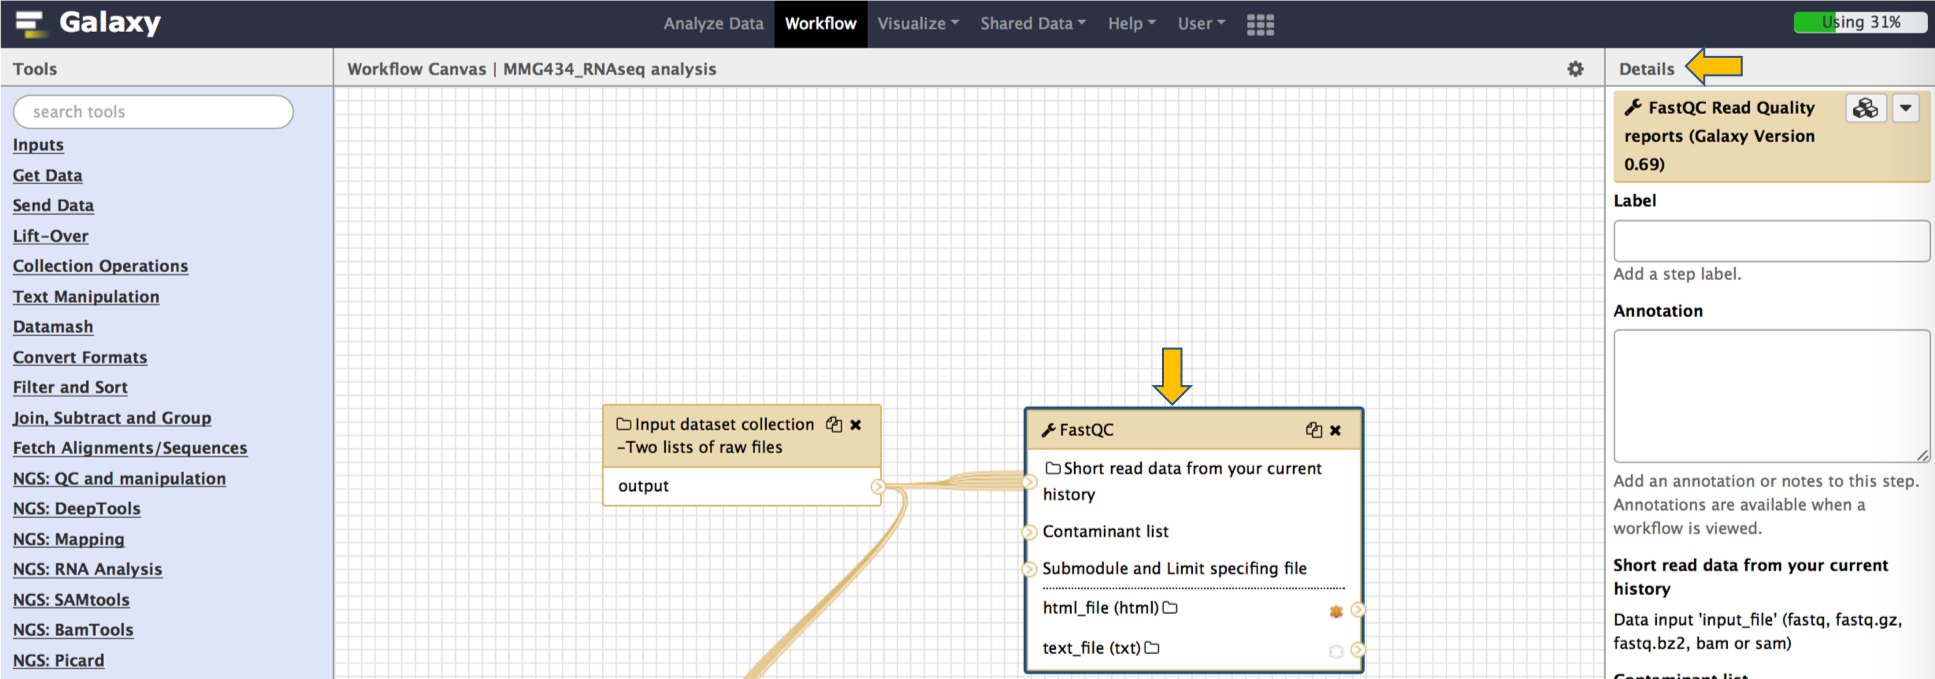 Galaxy
Analyze Data Workflow Visualize Shared Data Help User
Using 31%
Tools
search tools
Inputs
Get Data
Send Data
Lift-Over
Collection Operations
Text Manipulation
Datamash
Convert Formats
Filter and Sort
Join, Subtract and Group
Fetch Alignments/Sequences
NGS: QC and manipulation
NGS: DeepTools
NGS: Mapping
NGS: RNA Analysis
NGS: SAMtools
NGS: BamTools
NGS: Picard
Workflow Canvas | MMG434_RNAseq analysis
Input dataset collection
-Two lists of raw files
output
FastQC
Short read data from your current
history
Contaminant list
Submodule and Limit specifing file
html_file (html)
text_file (txt)
Details
FastQC Read Quality
reports (Galaxy Version
0.69)
Label
Add a step label.
Annotation
Add an annotation or notes to this step.
Annotations are available when a
workflow is viewed.
Short read data from your current
history
Data input 'input_file' (fastq, fastq.gz,
fastq.bz2, bam or sam)
Contaminant list